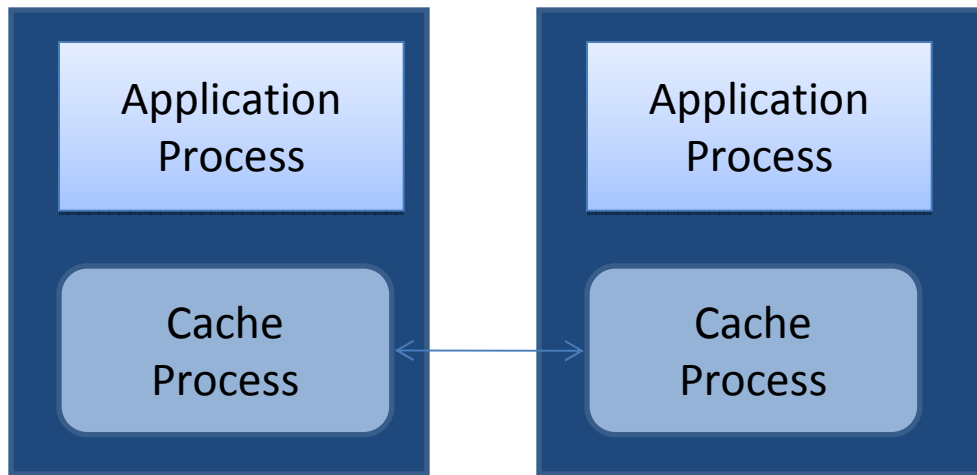 Application
Process
Application
Process
Cache
Process
Cache
Process